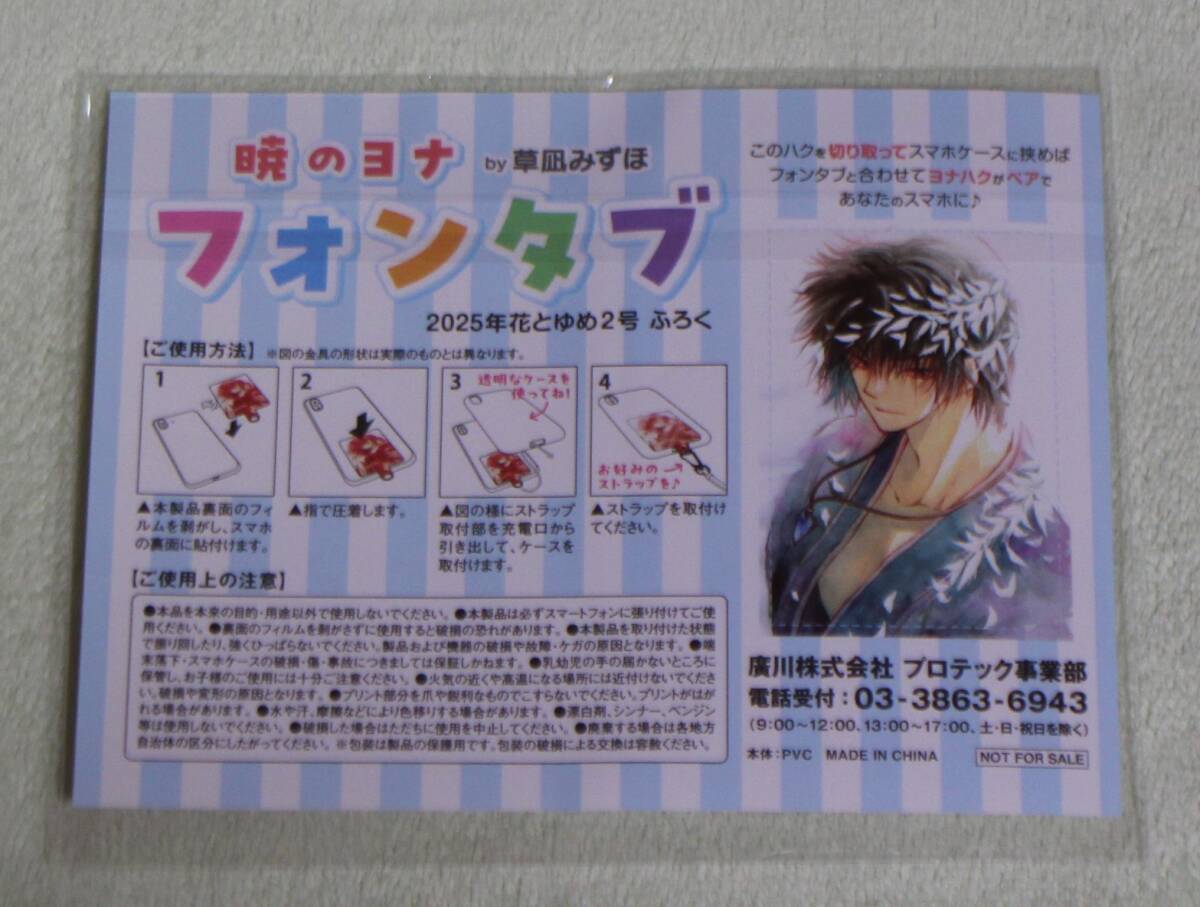 暁のヨナ by 草凪みずほ
フォンタブ
2025年花とゆめ2号 ふろく
【ご使用方法】 ※図の金具の形状は実際のものとは異なります。
1
▲本製品裏面のフィ
ルムを剥がし、スマホ
の裏面に貼付けます。
2
▲指で圧着します。
3
透明なケースを
使ってね!
▲図の様にストラップ
取付部を充電口から
引き出して、ケースを
取付けます。
4
お好みの
ストラップを♪
▲ストラップを取付け
てください。
【ご使用上の注意】
●本品を本来の目的・用途以外で使用しないでください。●本製品は必ずスマートフォンに張り付けてご使
用ください。●裏面のフィルムを剥がさずに使用すると破損の恐れがあります。●本製品を取り付けた状態
で振り回したり、強くひっぱらないでください。製品および機器の破損や故障・ケガの原因となります。●端
末落下・スマホケースの破損・傷・事故につきましては保証しかねます。●乳幼児の手の届かないところに
保管し、お子様のご使用には十分ご注意ください。●火気の近くや高温になる場所には近付けないでくださ
い。破損や変形の原因となります。●プリント部分を爪や鋭利なものでこすらないでください。プリントがはが
れる場合があります。●水や汗、摩擦などにより色移りする場合があります。●漂白剤、シンナー、ベンジン
等は使用しないでください。●破損した場合はただちに使用を中止してください。●廃棄する場合は各地方
自治体の区分にしたがってください。※包装は製品の保護用です。包装の破損による交換は容赦ください。
このハクを切り取ってスマホケースに挟めば
フォンタブと合わせてヨナハクがペアで
あなたのスマホに♪
廣川株式会社 プロテック事業部
電話受付:03-3863-6943
(9:00~12:00、13:00~17:00、土・日・祝日を除く)
本体:PVC MADE IN CHINA NOT FOR SALE